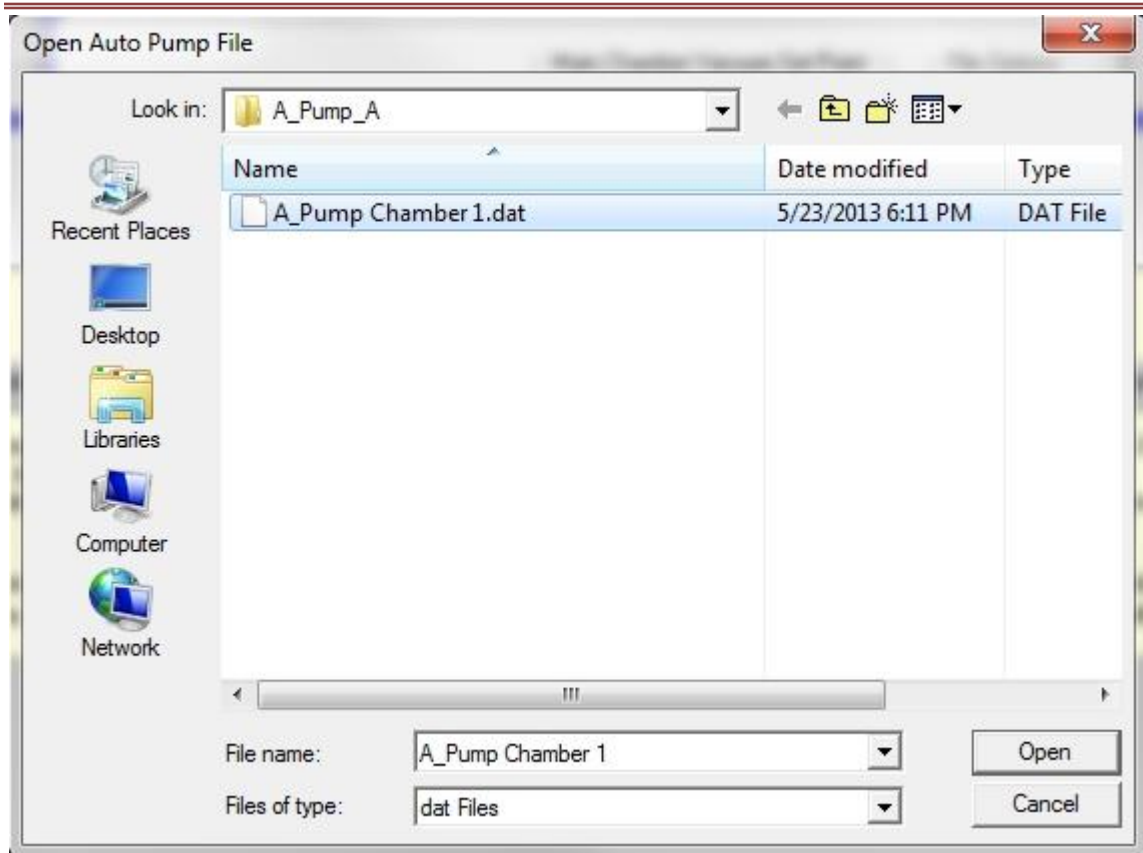 Open Auto Pump File
Look in: A_Pump_A
Name Date modified Type
A_Pump Chamber 1.dat 5/23/2013 6:11 PM DAT File
Recent Places
Desktop
Libraries
Computer
Network
File name: A_Pump Chamber 1 Open
Files of type: dat Files Cancel